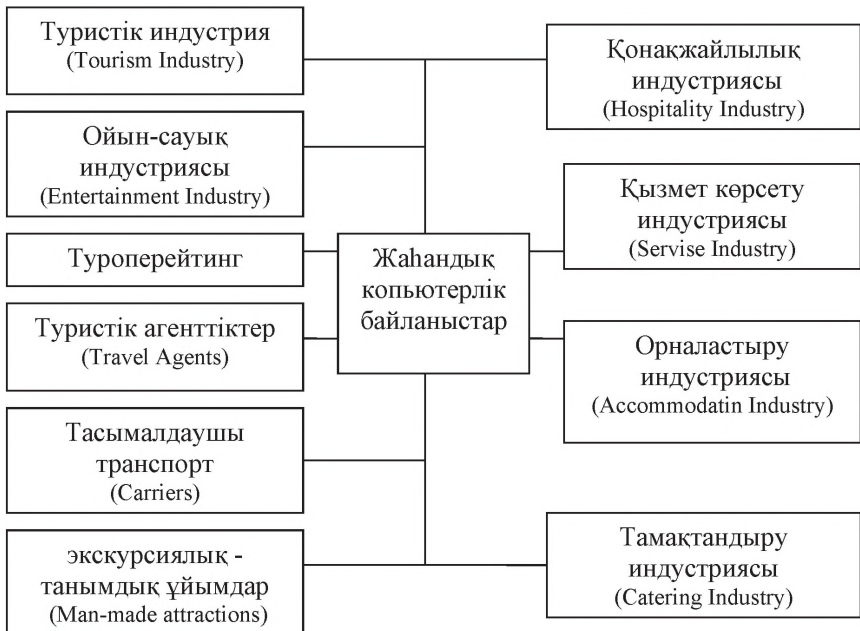 Туристік индустрия
(Tourism Industry)
Ойын-сауық
индустриясы
(Entertainment Industry)
Туроперейтинг
Туристік агенттіктер
(Travel Agents)
Тасымалдаушы
транспорт
(Carriers)
экскурсиялық -
танымдық ұйымдар
(Man-made attractions)
Жаһандық
копьютерлік
байланыстар
Қонақжайлылық
индустриясы
(Hospitality Industry)
Қызмет көрсету
индустриясы
(Servise Industry)
Орналастыру
индустриясы
(Accommodatin Industry)
Тамақтандыру
индустриясы
(Catering Industry)